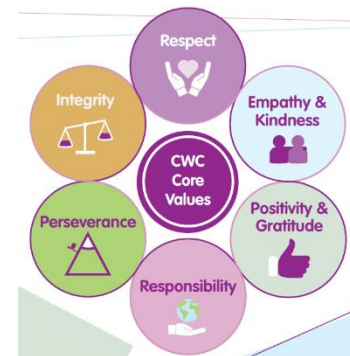 Respect
Integrity
Empathy &
Kindness
CWC
Core
Values
Perseverance
Positivity &
Gratitude
Responsibility